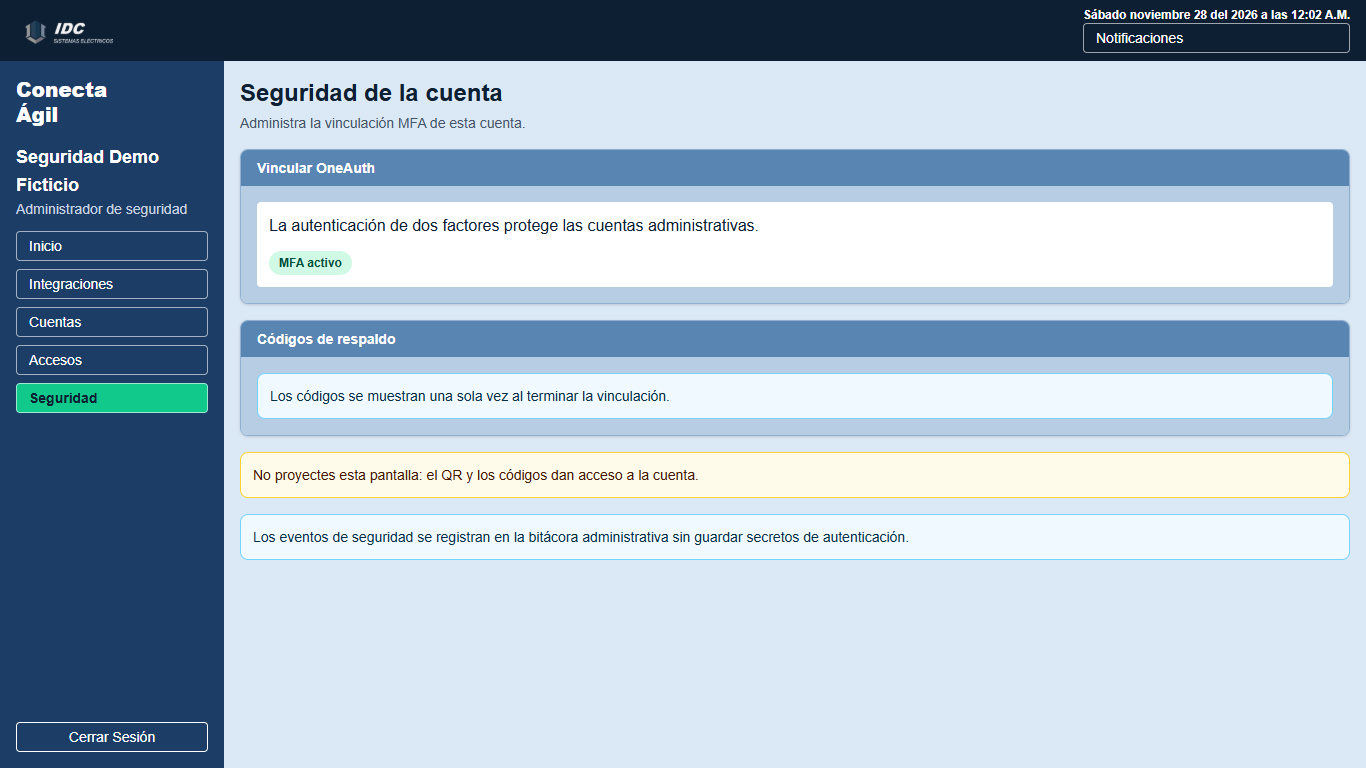 IDC
SISTEMAS ELÉCTRICOS
Sábado noviembre 28 del 2026 a las 12:02 A.M.
Notificaciones
Conecta
Ágil
Seguridad Demo
Ficticio
Administrador de seguridad
Inicio
Integraciones
Cuentas
Accesos
Seguridad
Cerrar Sesión
Seguridad de la cuenta
Administra la vinculación MFA de esta cuenta.
Vincular OneAuth
La autenticación de dos factores protege las cuentas administrativas.
MFA activo
Códigos de respaldo
Los códigos se muestran una sola vez al terminar la vinculación.
No proyectes esta pantalla: el QR y los códigos dan acceso a la cuenta.
Los eventos de seguridad se registran en la bitácora administrativa sin guardar secretos de autenticación.